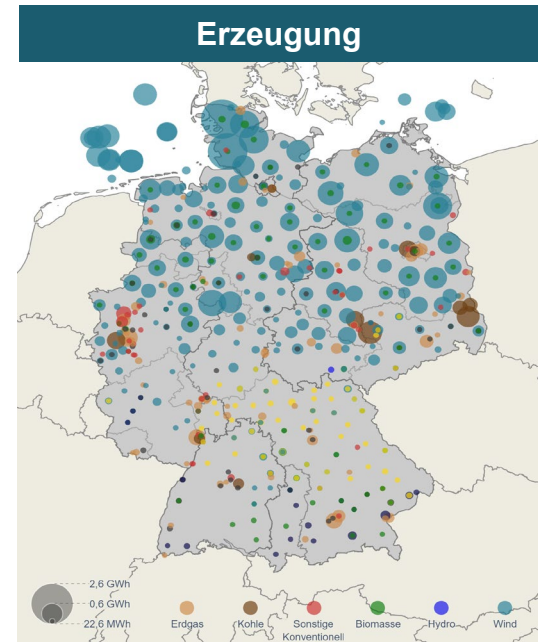 Erzeugung
2,6 GWh
0,6 GWh
22,6 MWh
Erdgas Kohle Sonstige Biomasse Hydro Wind
Konventionell